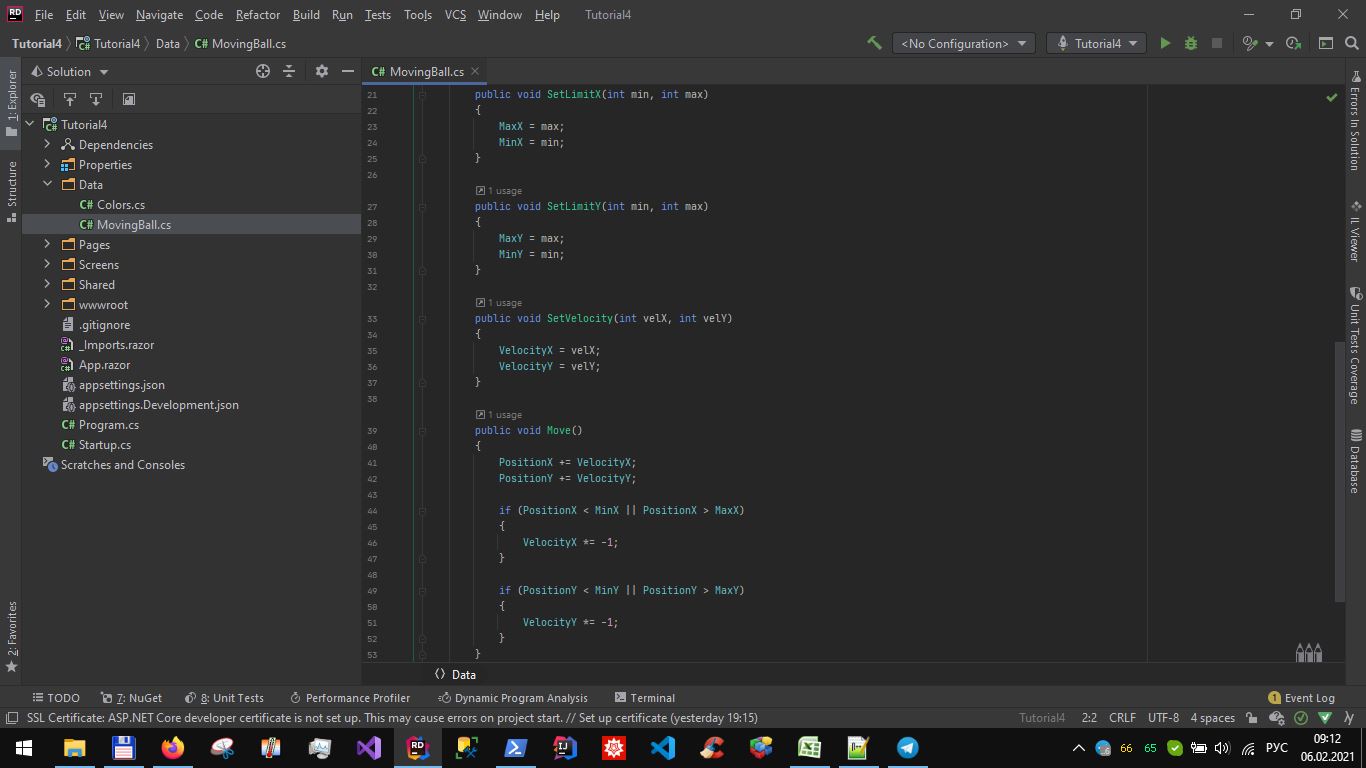 RD File Edit View Navigate Code Refactor Build Run Tests Tools VCS Window Help Tutorial4
Tutorial4 Tutorial4 Data C# MovingBall.cs <No Configuration> Tutorial4
Solution
C# MovingBall.cs
1: Explorer
Structure
2: Favorites
Tutorial4
Dependencies
Properties
Data
C# Colors.cs
C# MovingBall.cs
Pages
Screens
Shared
wwwroot
.gitignore
_Imports.razor
App.razor
appsettings.json
appsettings.Development.json
C# Program.cs
C# Startup.cs
Scratches and Consoles
21 public void SetLimitX(int min, int max)
22 {
23 MaxX = max;
24 MinX = min;
25 }
26
1 usage
27 public void SetLimitY(int min, int max)
28 {
29 MaxY = max;
30 MinY = min;
31 }
32
1 usage
33 public void SetVelocity(int velX, int velY)
34 {
35 VelocityX = velX;
36 VelocityY = velY;
37 }
38
1 usage
39 public void Move()
40 {
41 PositionX += VelocityX;
42 PositionY += VelocityY;
43
44 if (PositionX < MinX || PositionX > MaxX)
45 {
46 VelocityX *= -1;
47 }
48
49 if (PositionY < MinY || PositionY > MaxY)
50 {
51 VelocityY *= -1;
52 }
53 }
Data
Errors In Solution
IL Viewer
Unit Tests Coverage
Database
TODO 7: NuGet 8: Unit Tests Performance Profiler Dynamic Program Analysis Terminal 1 Event Log
SSL Certificate: ASP.NET Core developer certificate is not set up. This may cause errors on project start. // Set up certificate (yesterday 19:15) Tutorial4 2:2 CRLF UTF-8 4 spaces
RD IJ 66 65 РУС 09:12
06.02.2021